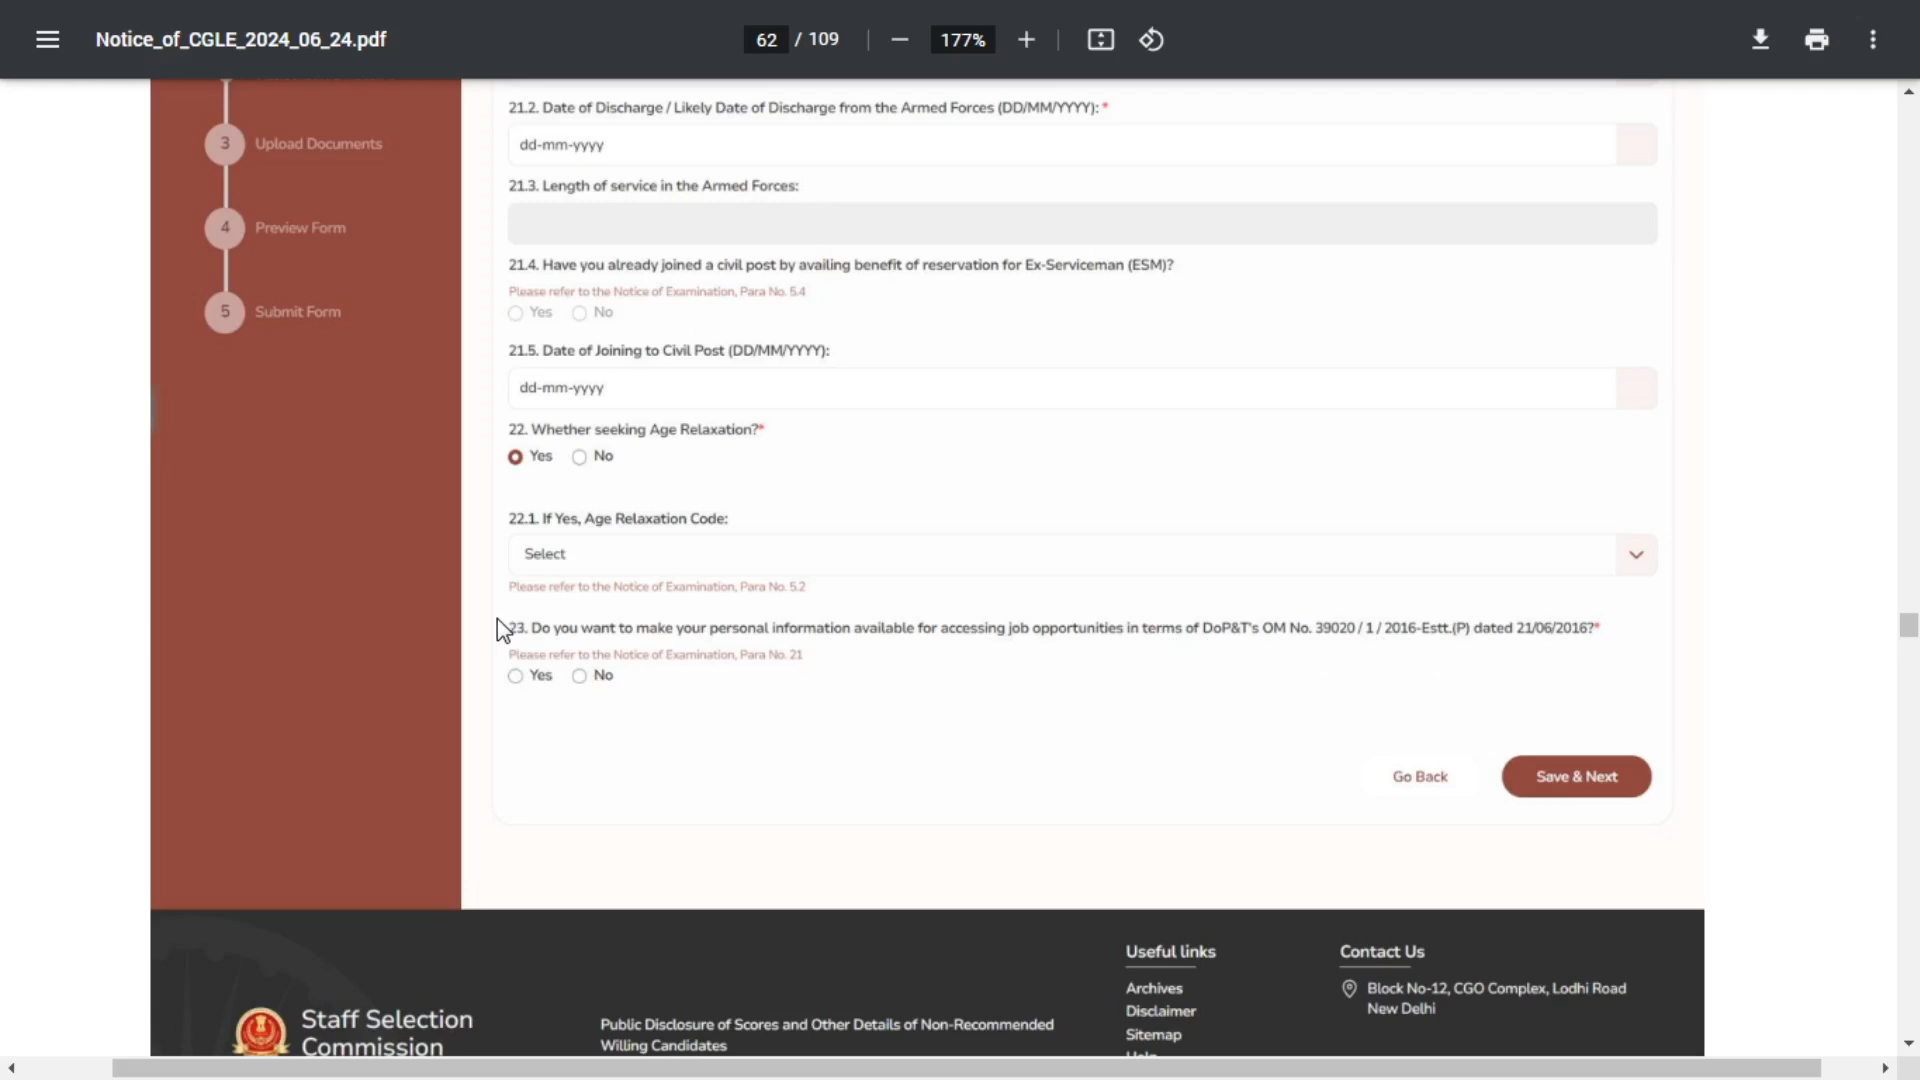 Notice_of_CGLE_2024_06_24.pdf
62 / 109
177%
21.2. Date of Discharge / Likely Date of Discharge from the Armed Forces (DD/MM/YYYY): *
3 Upload Documents
dd-mm-yyyy
21.3. Length of service in the Armed Forces:
4 Preview Form
21.4. Have you already joined a civil post by availing benefit of reservation for Ex-Serviceman (ESM)?
Please refer to the Notice of Examination, Para No. 5.4
5 Submit Form
Yes No
21.5. Date of Joining to Civil Post (DD/MM/YYYY):
dd-mm-yyyy
22. Whether seeking Age Relaxation?*
Yes No
22.1. If Yes, Age Relaxation Code:
Select
Please refer to the Notice of Examination, Para No. 5.2
23. Do you want to make your personal information available for accessing job opportunities in terms of DoP&T's OM No. 39020 / 1 / 2016-Estt.(P) dated 21/06/2016?*
Please refer to the Notice of Examination, Para No. 21
Yes No
Go Back
Save & Next
Staff Selection
Commission
Public Disclosure of Scores and Other Details of Non-Recommended
Willing Candidates
Useful links
Archives
Disclaimer
Sitemap
Contact Us
Block No-12, CGO Complex, Lodhi Road
New Delhi